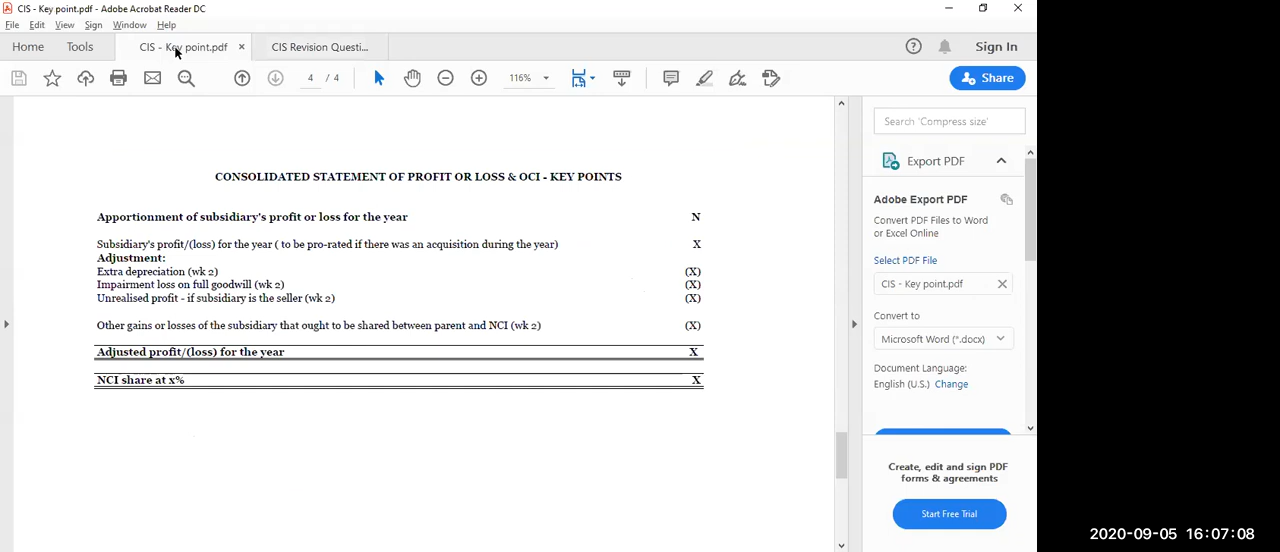 CIS - Key point.pdf - Adobe Acrobat Reader DC
File Edit View Sign Window Help
Home Tools CIS - Key point.pdf × CIS Revision Questi... Sign In
4 / 4 116% Share
Search 'Compress size'
Export PDF
Adobe Export PDF
Convert PDF Files to Word
or Excel Online
Select PDF File
CIS - Key point.pdf
Convert to
Microsoft Word (*.docx)
Document Language:
English (U.S.) Change
Create, edit and sign PDF
forms & agreements
Start Free Trial
CONSOLIDATED STATEMENT OF PROFIT OR LOSS & OCI - KEY POINTS
Apportionment of subsidiary's profit or loss for the year N
Subsidiary's profit/(loss) for the year ( to be pro-rated if there was an acquisition during the year) X
Adjustment:
Extra depreciation (wk 2) (X)
Impairment loss on full goodwill (wk 2) (X)
Unrealised profit - if subsidiary is the seller (wk 2) (X)
Other gains or losses of the subsidiary that ought to be shared between parent and NCI (wk 2) (X)
Adjusted profit/(loss) for the year X
NCI share at x% X
2020-09-05 16:07:08